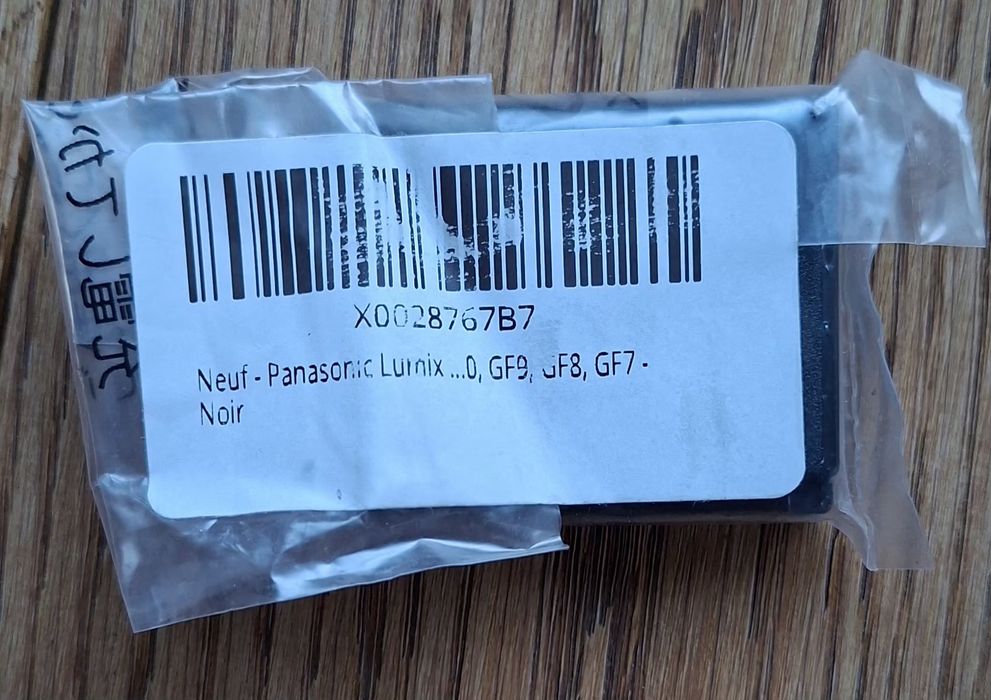 X0028767B7
Neuf - Panasonic Lumix ...0, GF9, GF8, GF7 -
Noir